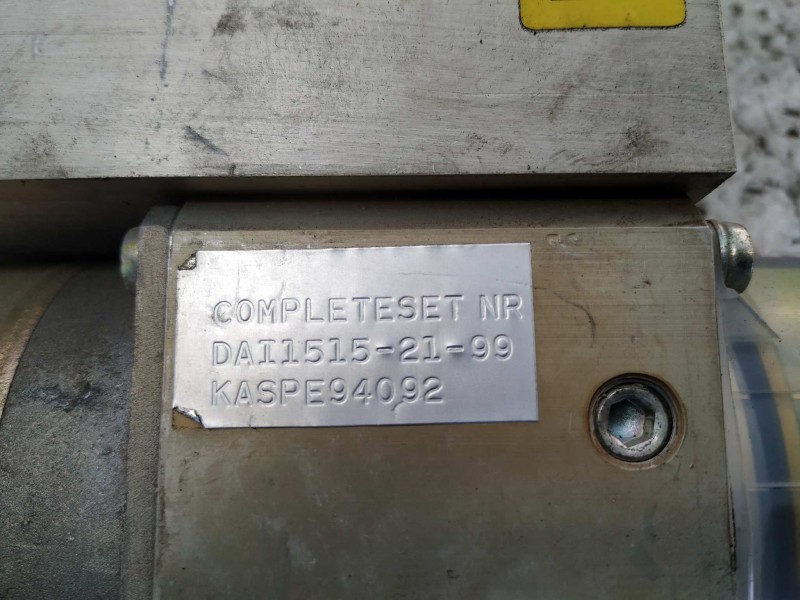 COMPLETESET NR
DAI1515-21-99
KASPE94092